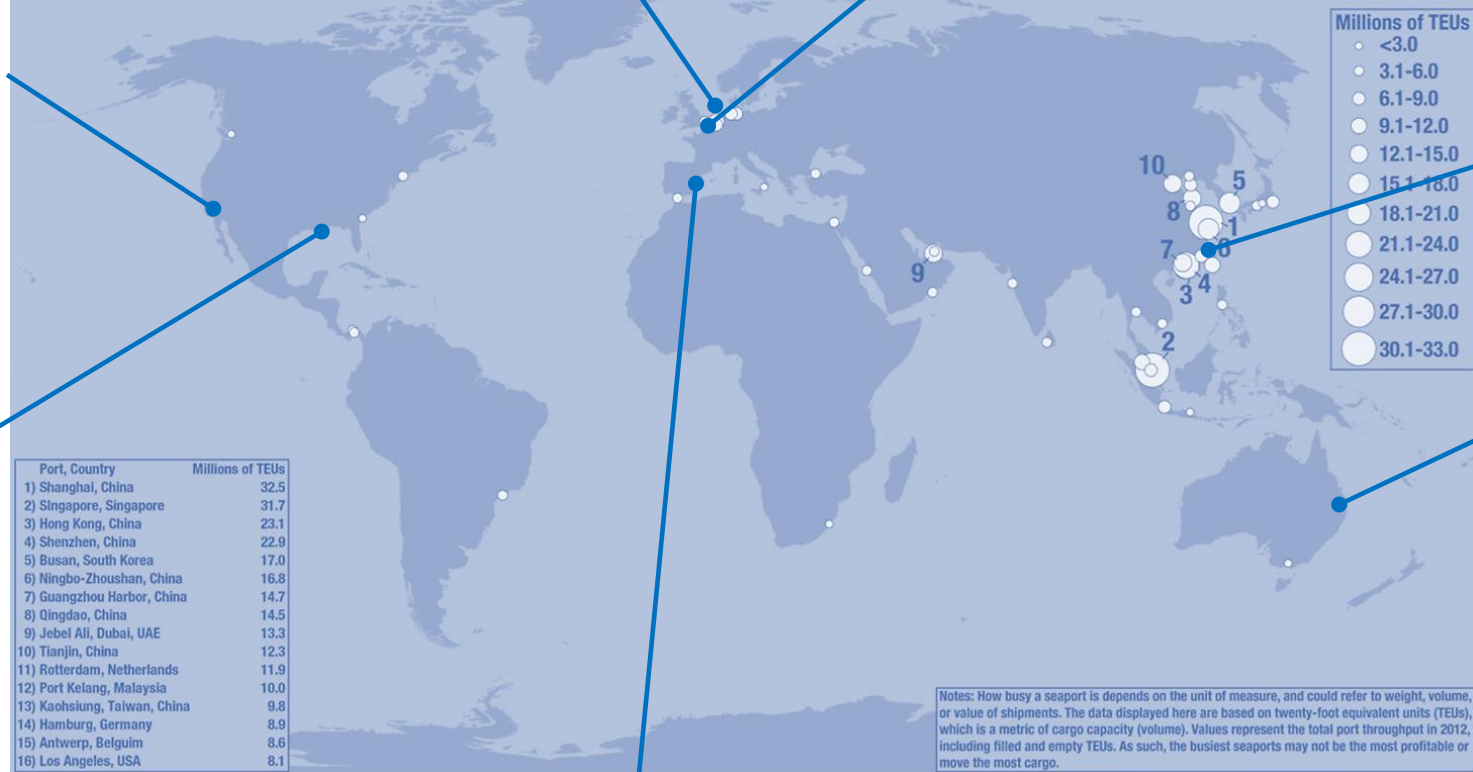 Millions of TEUs
<3.0
3.1-6.0
6.1-9.0
9.1-12.0
12.1-15.0
15.1-18.0
18.1-21.0
21.1-24.0
24.1-27.0
27.1-30.0
30.1-33.0
10
5
8
1
6
7
9
3
4
2
Port, Country Millions of TEUs
1) Shanghai, China 32.5
2) SIngapore, Singapore 31.7
3) Hong Kong, China 23.1
4) Shenzhen, China 22.9
5) Busan, South Korea 17.0
6) Ningbo-Zhoushan, China 16.8
7) Guangzhou Harbor, China 14.7
8) Qingdao, China 14.5
9) Jebel Ali, Dubai, UAE 13.3
10) Tianjin, China 12.3
11) Rotterdam, Netherlands 11.9
12) Port Kelang, Malaysia 10.0
13) Kaohsiung, Taiwan, China 9.8
14) Hamburg, Germany 8.9
15) Antwerp, Belguim 8.6
16) Los Angeles, USA 8.1
Notes: How busy a seaport is depends on the unit of measure, and could refer to weight, volume,
or value of shipments. The data displayed here are based on twenty-foot equivalent units (TEUs),
which is a metric of cargo capacity (volume). Values represent the total port throughput in 2012,
including filled and empty TEUs. As such, the busiest seaports may not be the most profitable or
move the most cargo.